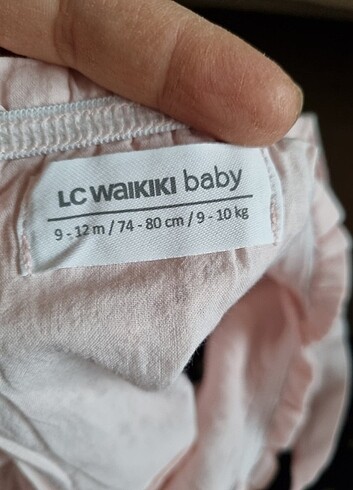 LC WAIKIKI baby
9 - 12 m / 74 - 80 cm / 9 - 10 kg